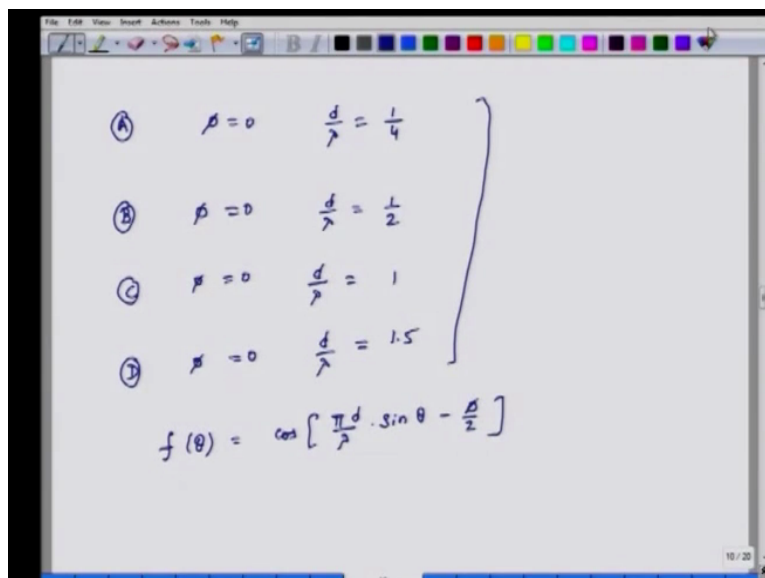 File Edit View Insert Actions Tools Help
B I
Ⓐ ϕ = 0 d/λ = 1/4
Ⓑ ϕ = 0 d/λ = 1/2
Ⓒ ϕ = 0 d/λ = 1
Ⓓ ϕ = 0 d/λ = 1.5
f(θ) = cos[ πd/λ . sin θ - ϕ/2 ]
10 / 20